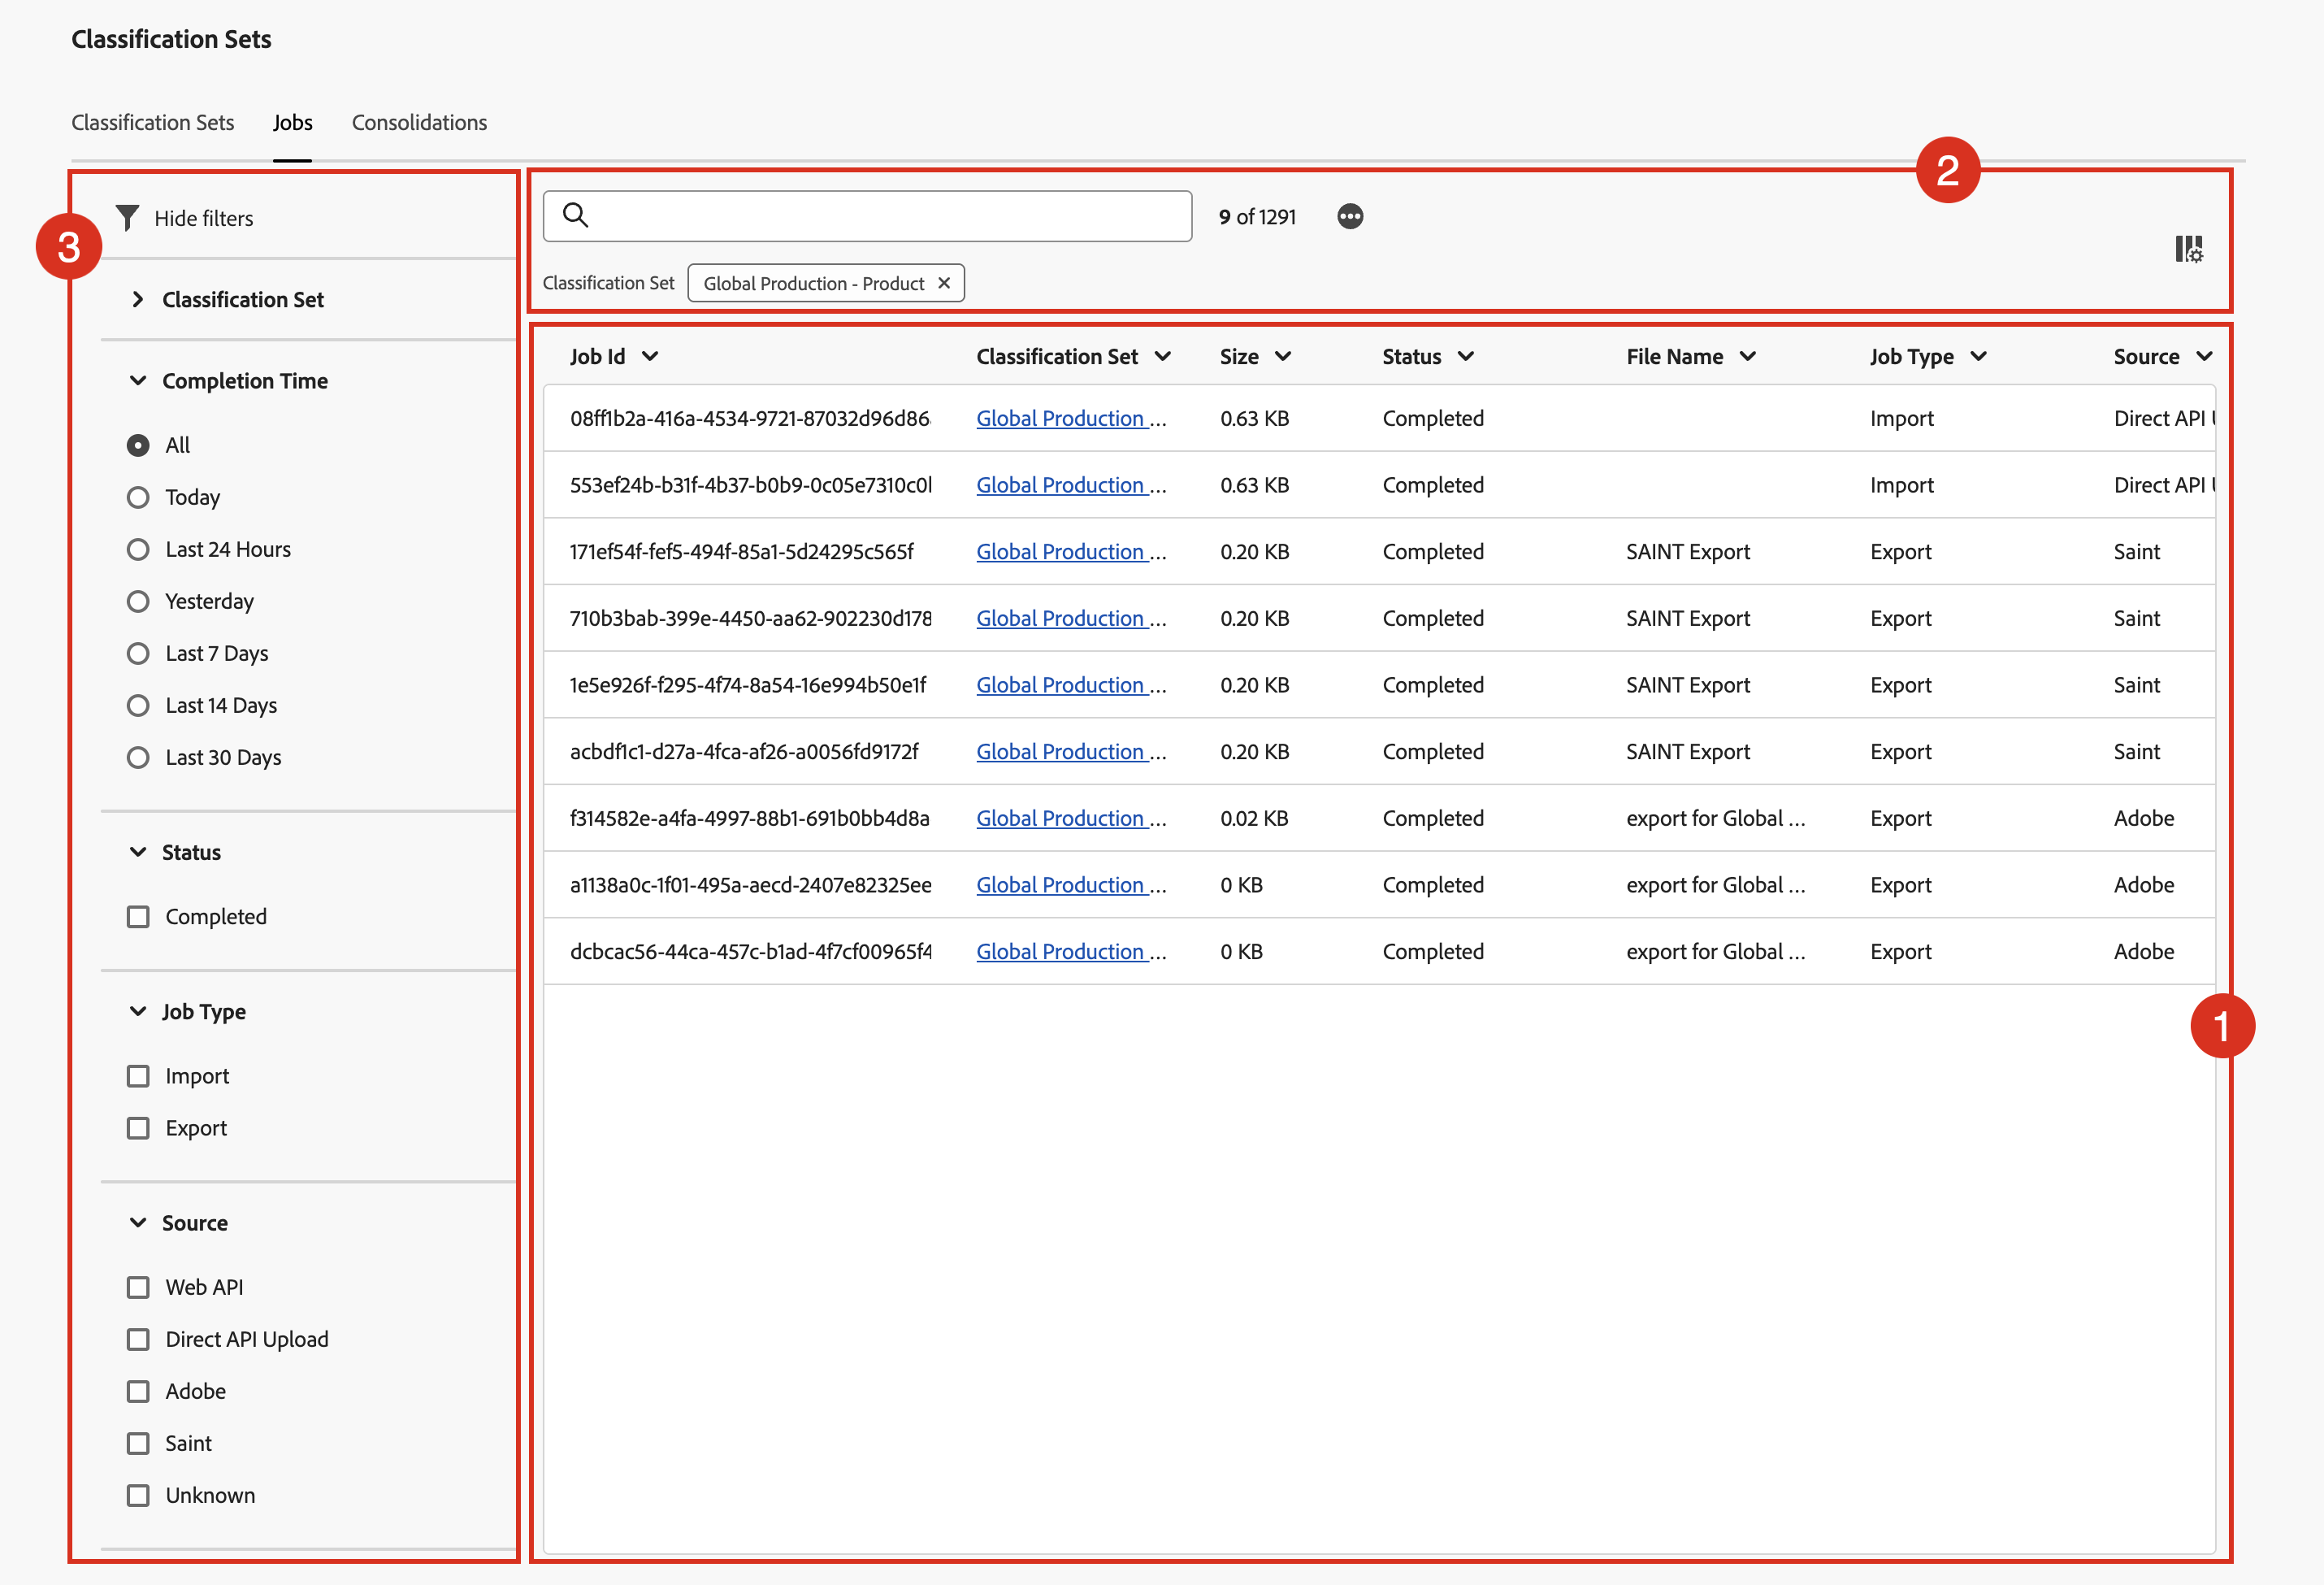 Classification Sets
Classification Sets Jobs Consolidations
3
Hide filters
Classification Set
Completion Time
All
Today
Last 24 Hours
Yesterday
Last 7 Days
Last 14 Days
Last 30 Days
Status
Completed
Job Type
Import
Export
Source
Web API
Direct API Upload
Adobe
Saint
Unknown
2
9 of 1291
Classification Set Global Production - Product
Job Id Classification Set Size Status File Name Job Type Source
08ff1b2a-416a-4534-9721-87032d96d86 Global Production ... 0.63 KB Completed Import Direct API
553ef24b-b31f-4b37-b0b9-0c05e7310c0 Global Production ... 0.63 KB Completed Import Direct API
171ef54f-fef5-494f-85a1-5d24295c565f Global Production ... 0.20 KB Completed SAINT Export Export Saint
710b3bab-399e-4450-aa62-902230d178 Global Production ... 0.20 KB Completed SAINT Export Export Saint
1e5e926f-f295-4f74-8a54-16e994b50e1f Global Production ... 0.20 KB Completed SAINT Export Export Saint
acbdf1c1-d27a-4fca-af26-a0056fd9172f Global Production ... 0.20 KB Completed SAINT Export Export Saint
f314582e-a4fa-4997-88b1-691b0bb4d8a Global Production ... 0.02 KB Completed export for Global ... Export Adobe
a1138a0c-1f01-495a-aecd-2407e82325ee Global Production ... 0 KB Completed export for Global ... Export Adobe
dcbcac56-44ca-457c-b1ad-4f7cf00965f4 Global Production ... 0 KB Completed export for Global ... Export Adobe
1